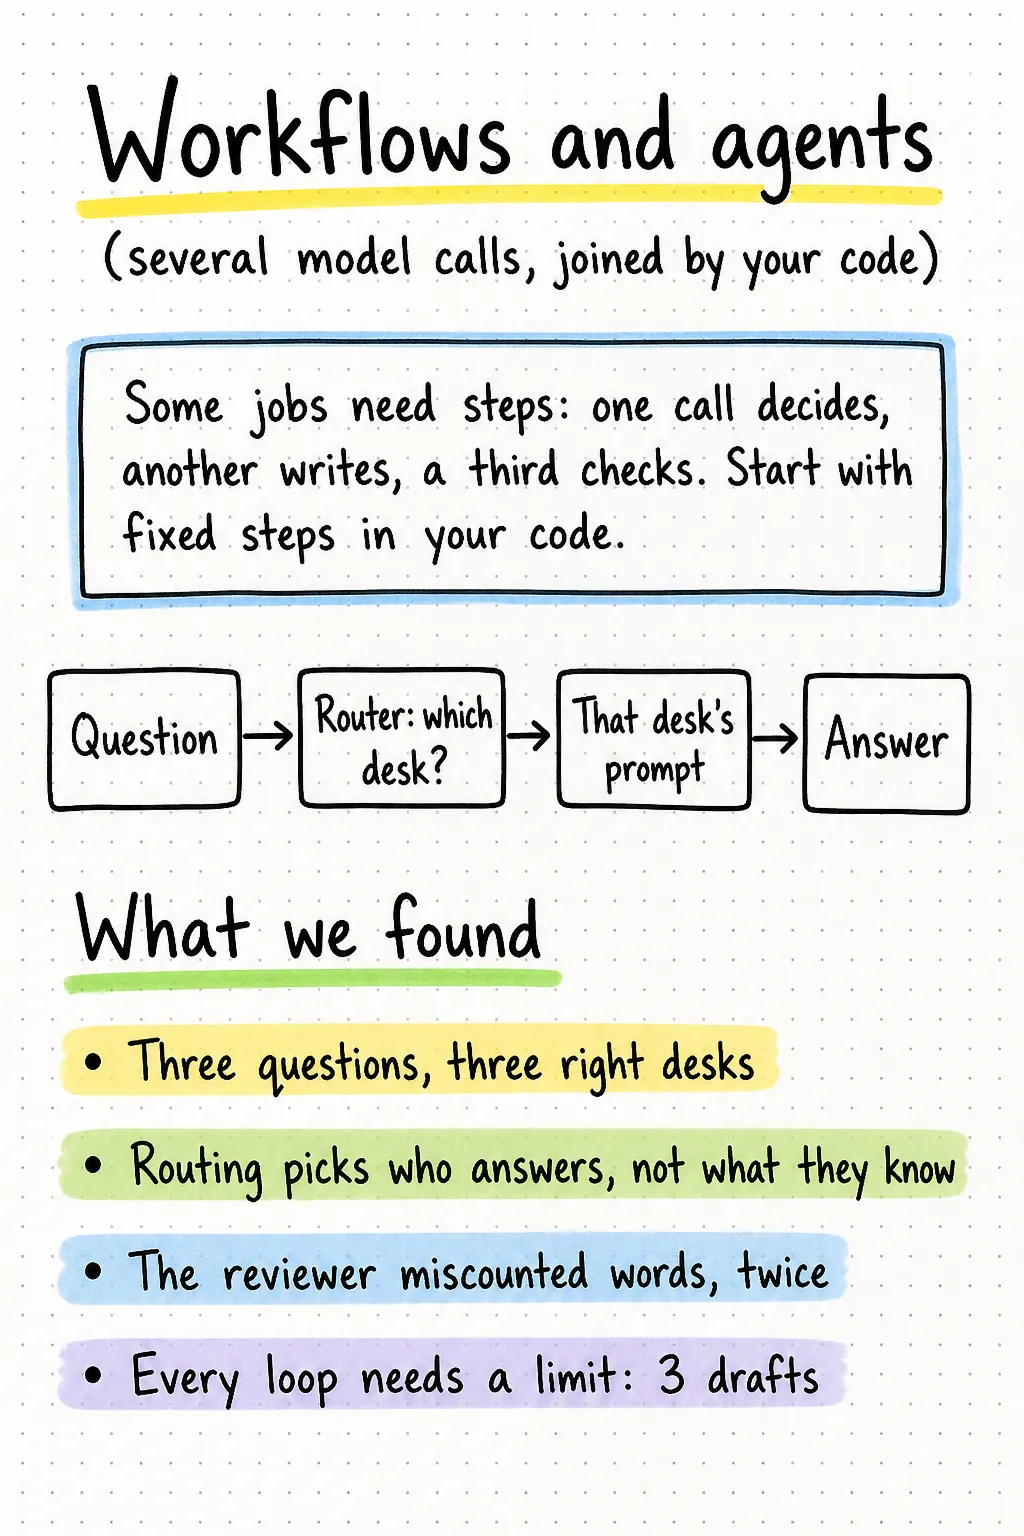 Workflows and agents
(several model calls, joined by your code)
Some jobs need steps: one call decides,
another writes, a third checks. Start with
fixed steps in your code.
Question
Router: which
desk?
That desk's
prompt
Answer
What we found
• Three questions, three right desks
• Routing picks who answers, not what they know
• The reviewer miscounted words, twice
• Every loop needs a limit: 3 drafts